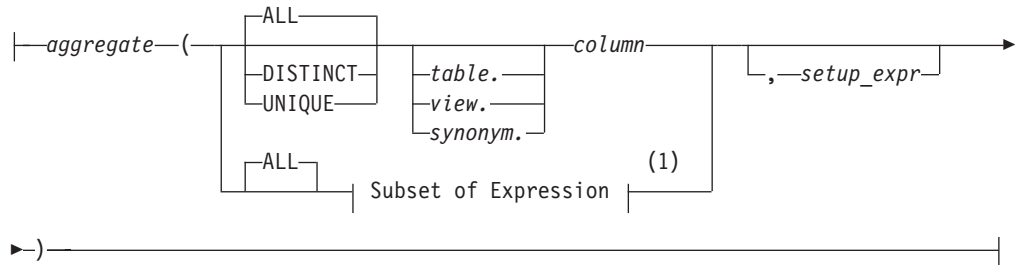 ALL
aggregate ( column
DISTINCT table. , setup_expr
UNIQUE view.
synonym.
ALL (1)
Subset of Expression
)